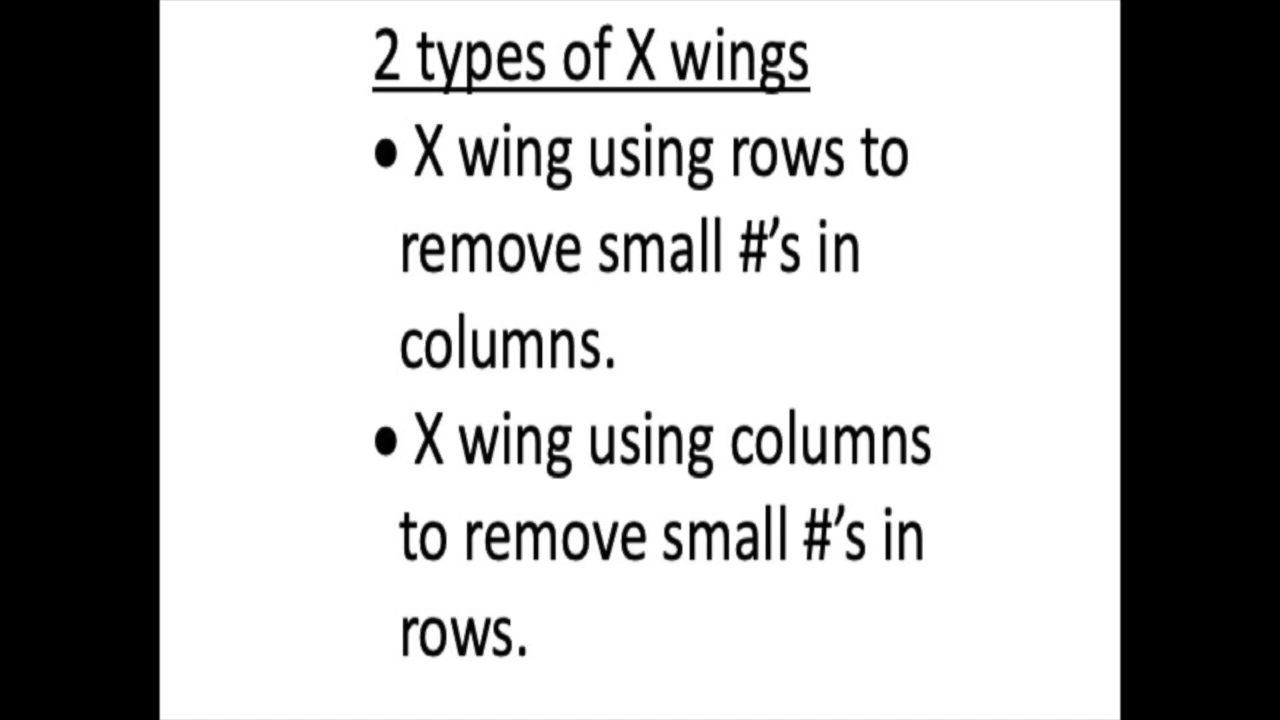 2 types of X wings
• X wing using rows to
remove small #’s in
columns.
• X wing using columns
to remove small #’s in
rows.